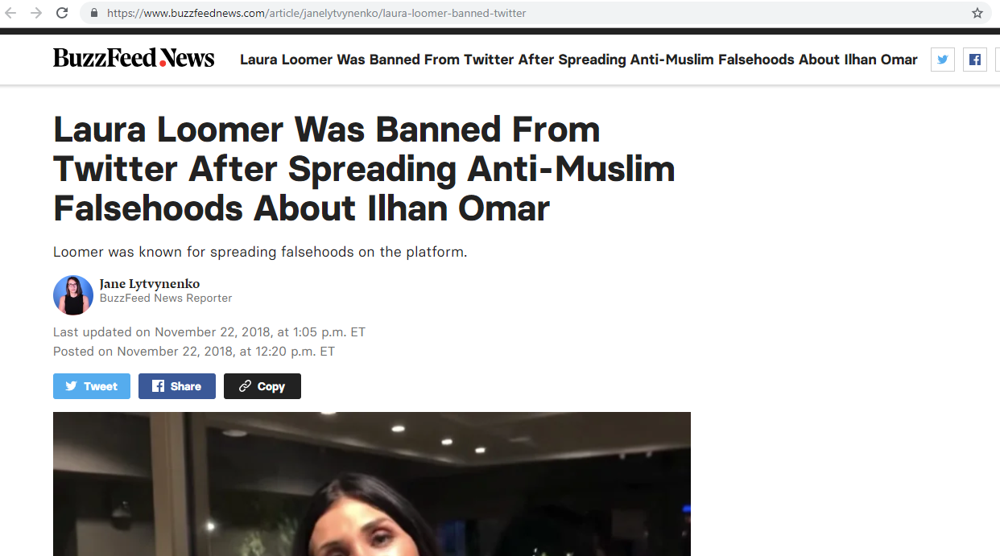 https://www.buzzfeednews.com/article/janelytvynenko/laura-loomer-banned-twitter
BuzzFeed News Laura Loomer Was Banned From Twitter After Spreading Anti-Muslim Falsehoods About Ilhan Omar
Laura Loomer Was Banned From
Twitter After Spreading Anti-Muslim
Falsehoods About Ilhan Omar
Loomer was known for spreading falsehoods on the platform.
Jane Lytvynenko
BuzzFeed News Reporter
Last updated on November 22, 2018, at 1:05 p.m. ET
Posted on November 22, 2018, at 12:20 p.m. ET
Tweet Share Copy